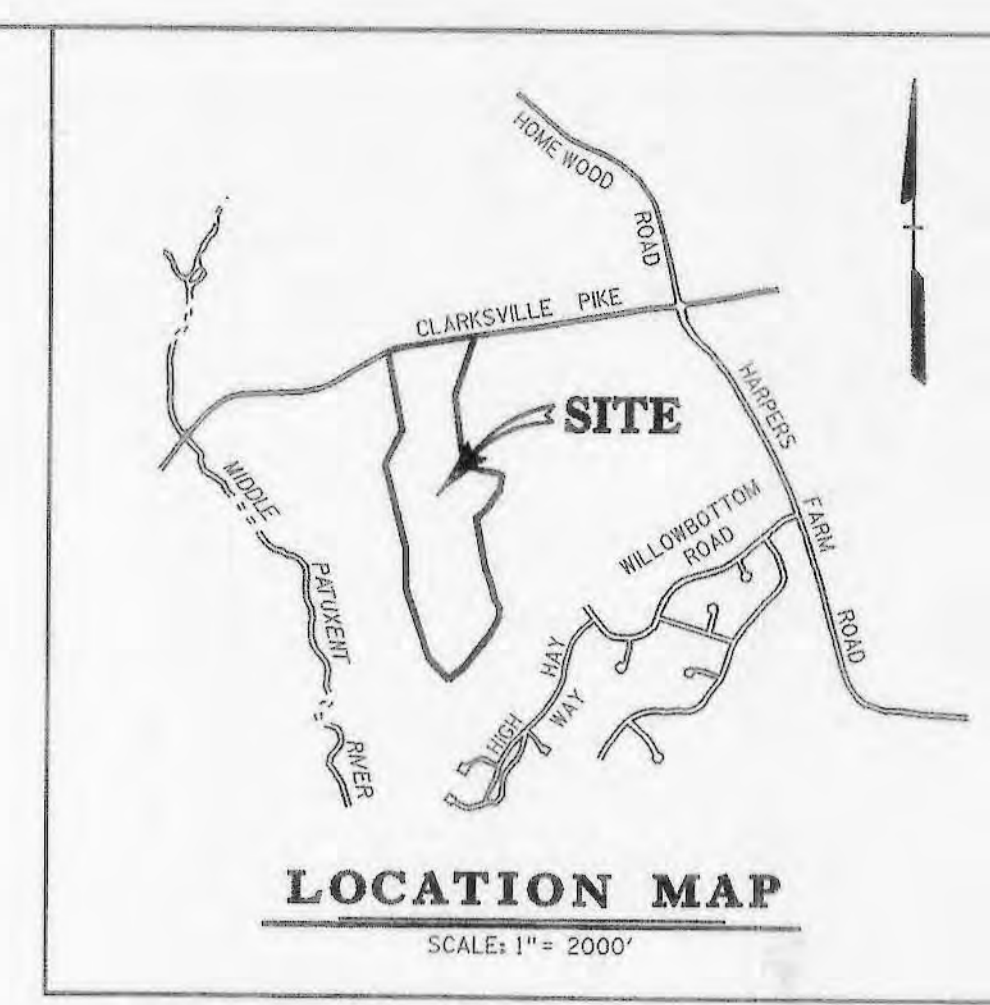 HOME WOOD
ROAD
CLARKSVILLE PIKE
HARPERS
FARM
ROAD
SITE
WILLOWBOTTOM
ROAD
MIDDLE
PATUXENT
RIVER
HIGH HAY
WAY
LOCATION MAP
SCALE: 1" = 2000'